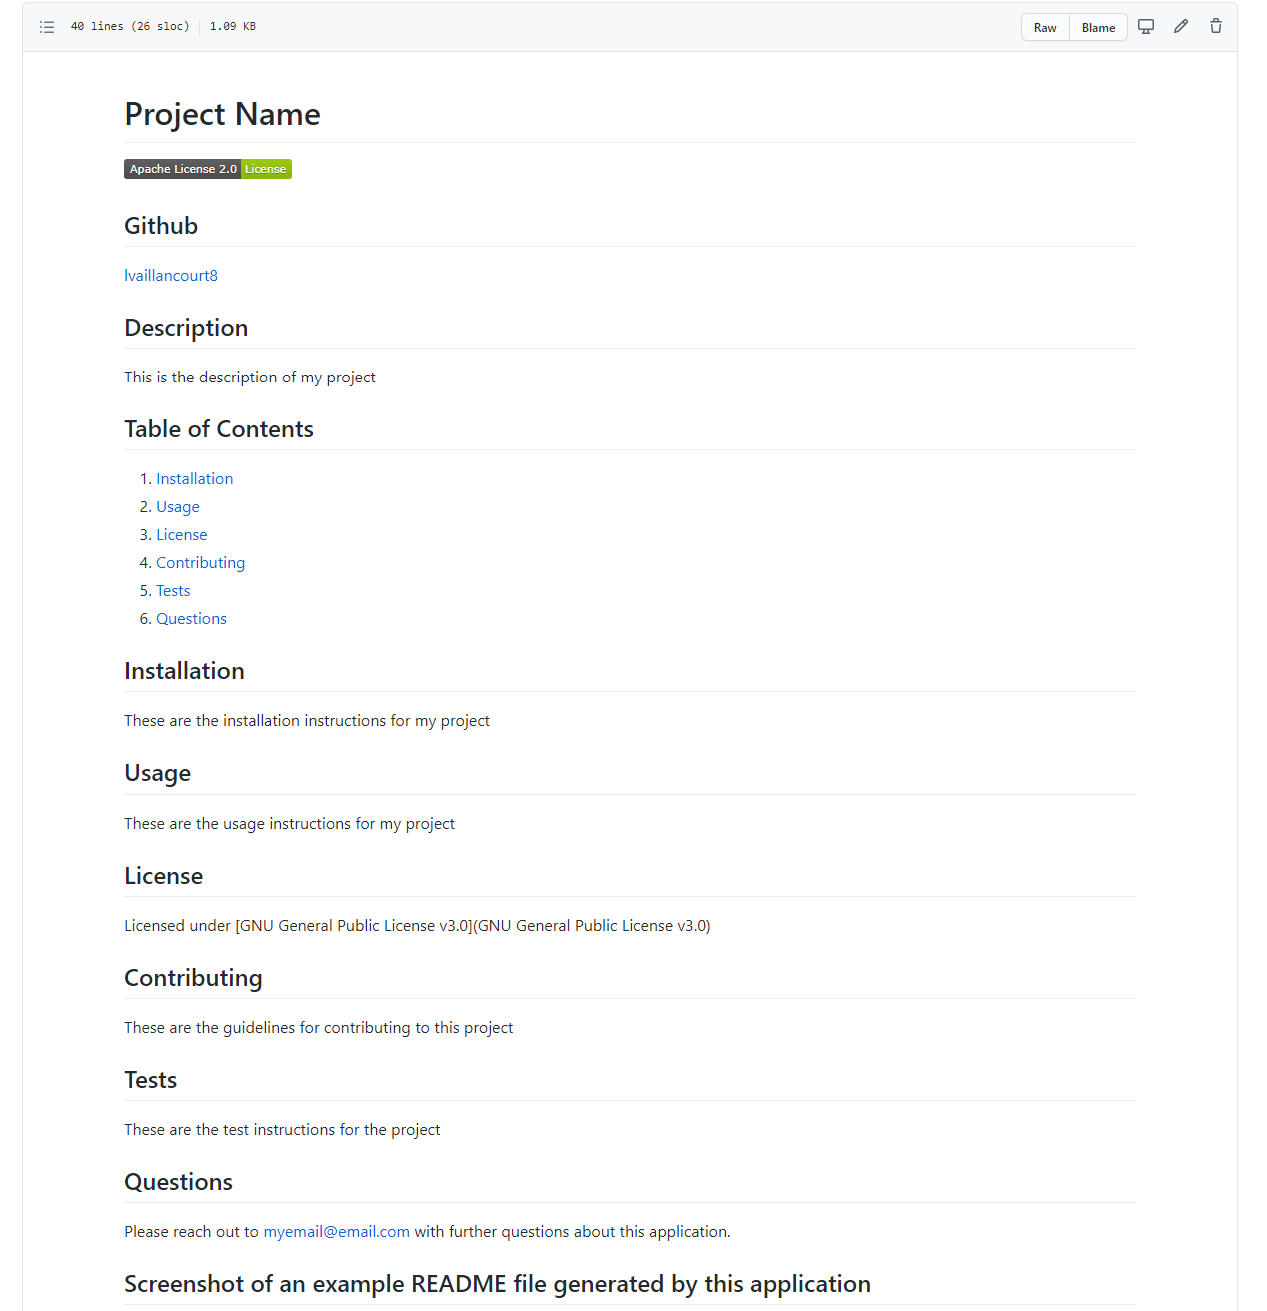 40 lines (26 sloc) 1.09 KB
Raw Blame
Project Name
Apache License 2.0 License
Github
lvaillancourt8
Description
This is the description of my project
Table of Contents
1. Installation
2. Usage
3. License
4. Contributing
5. Tests
6. Questions
Installation
These are the installation instructions for my project
Usage
These are the usage instructions for my project
License
Licensed under [GNU General Public License v3.0](GNU General Public License v3.0)
Contributing
These are the guidelines for contributing to this project
Tests
These are the test instructions for the project
Questions
Please reach out to myemail@email.com with further questions about this application.
Screenshot of an example README file generated by this application